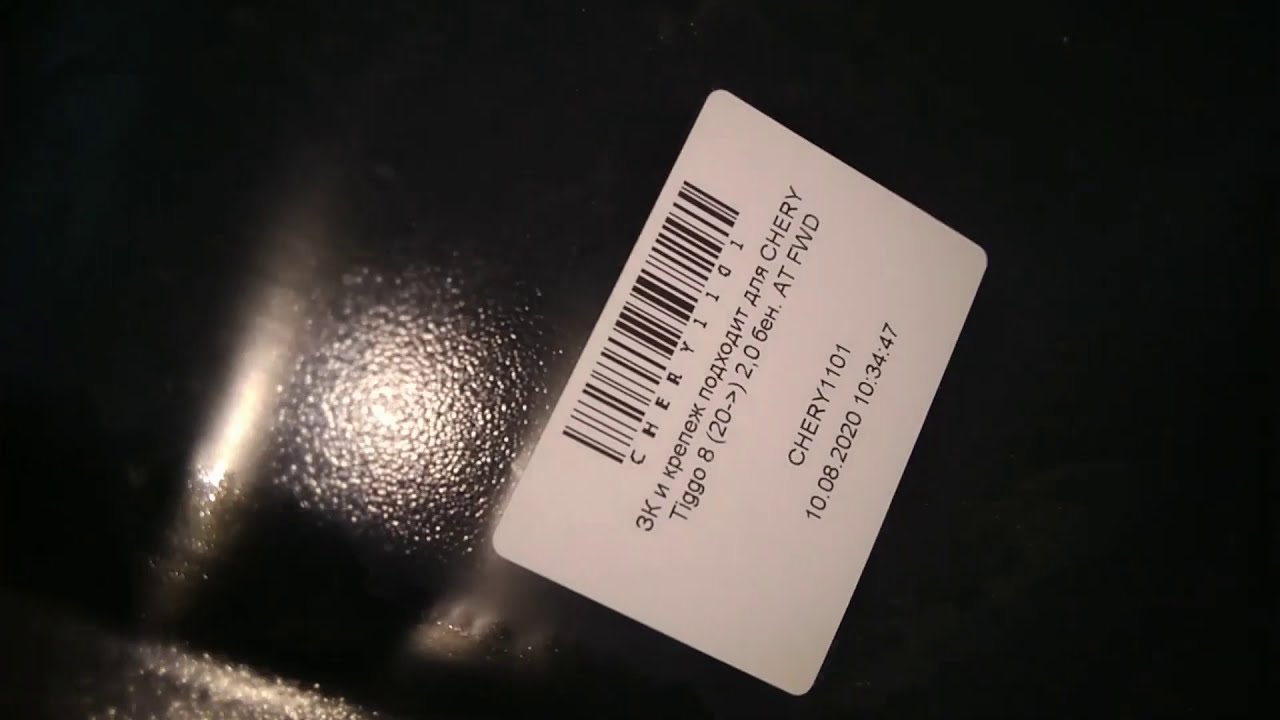 CHERY1101
ЗК и крепеж подходит для CHERY
Tiggo 8 (20->) 2,0 бен. AT FWD
CHERY1101
10.08.2020 10:34:47